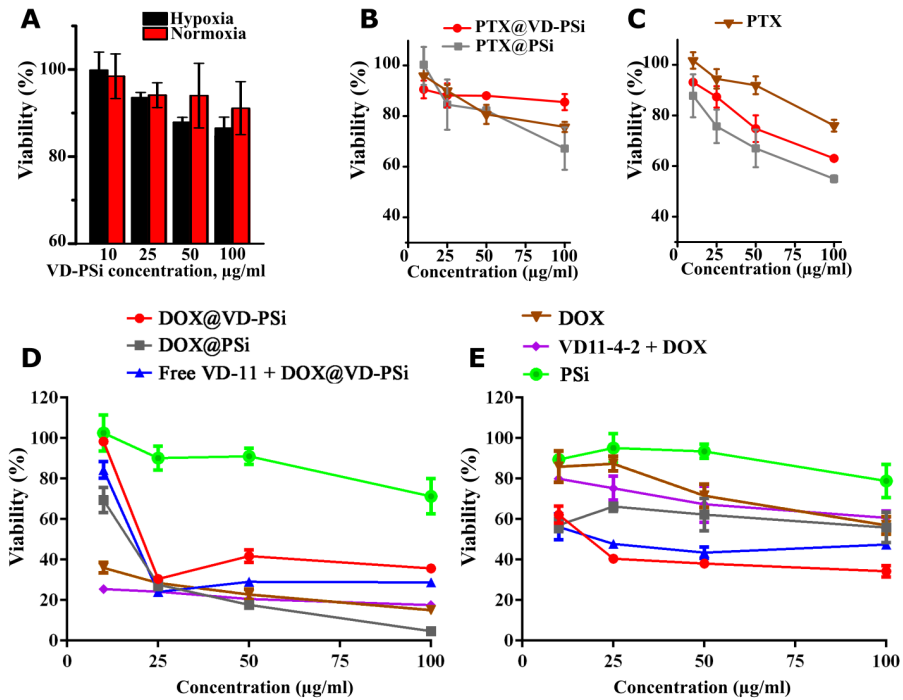 A
Hypoxia
Normoxia
Viability (%)
100
80
60
10 25 50 100
VD-PSi concentration, μg/ml
B
PTX@VD-PSi
PTX@PSi
Viability (%)
100
80
60
40
0 25 50 75 100
Concentration (μg/ml)
C
PTX
Viability (%)
100
80
60
40
0 25 50 75 100
Concentration (μg/ml)
D
DOX@VD-PSi
DOX@PSi
Free VD-11 + DOX@VD-PSi
Viability (%)
120
100
80
60
40
20
0
0 25 50 75 100
Concentration (μg/ml)
E
DOX
VD11-4-2 + DOX
PSi
Viability (%)
120
100
80
60
40
20
0
0 25 50 75 100
Concentration (μg/ml)